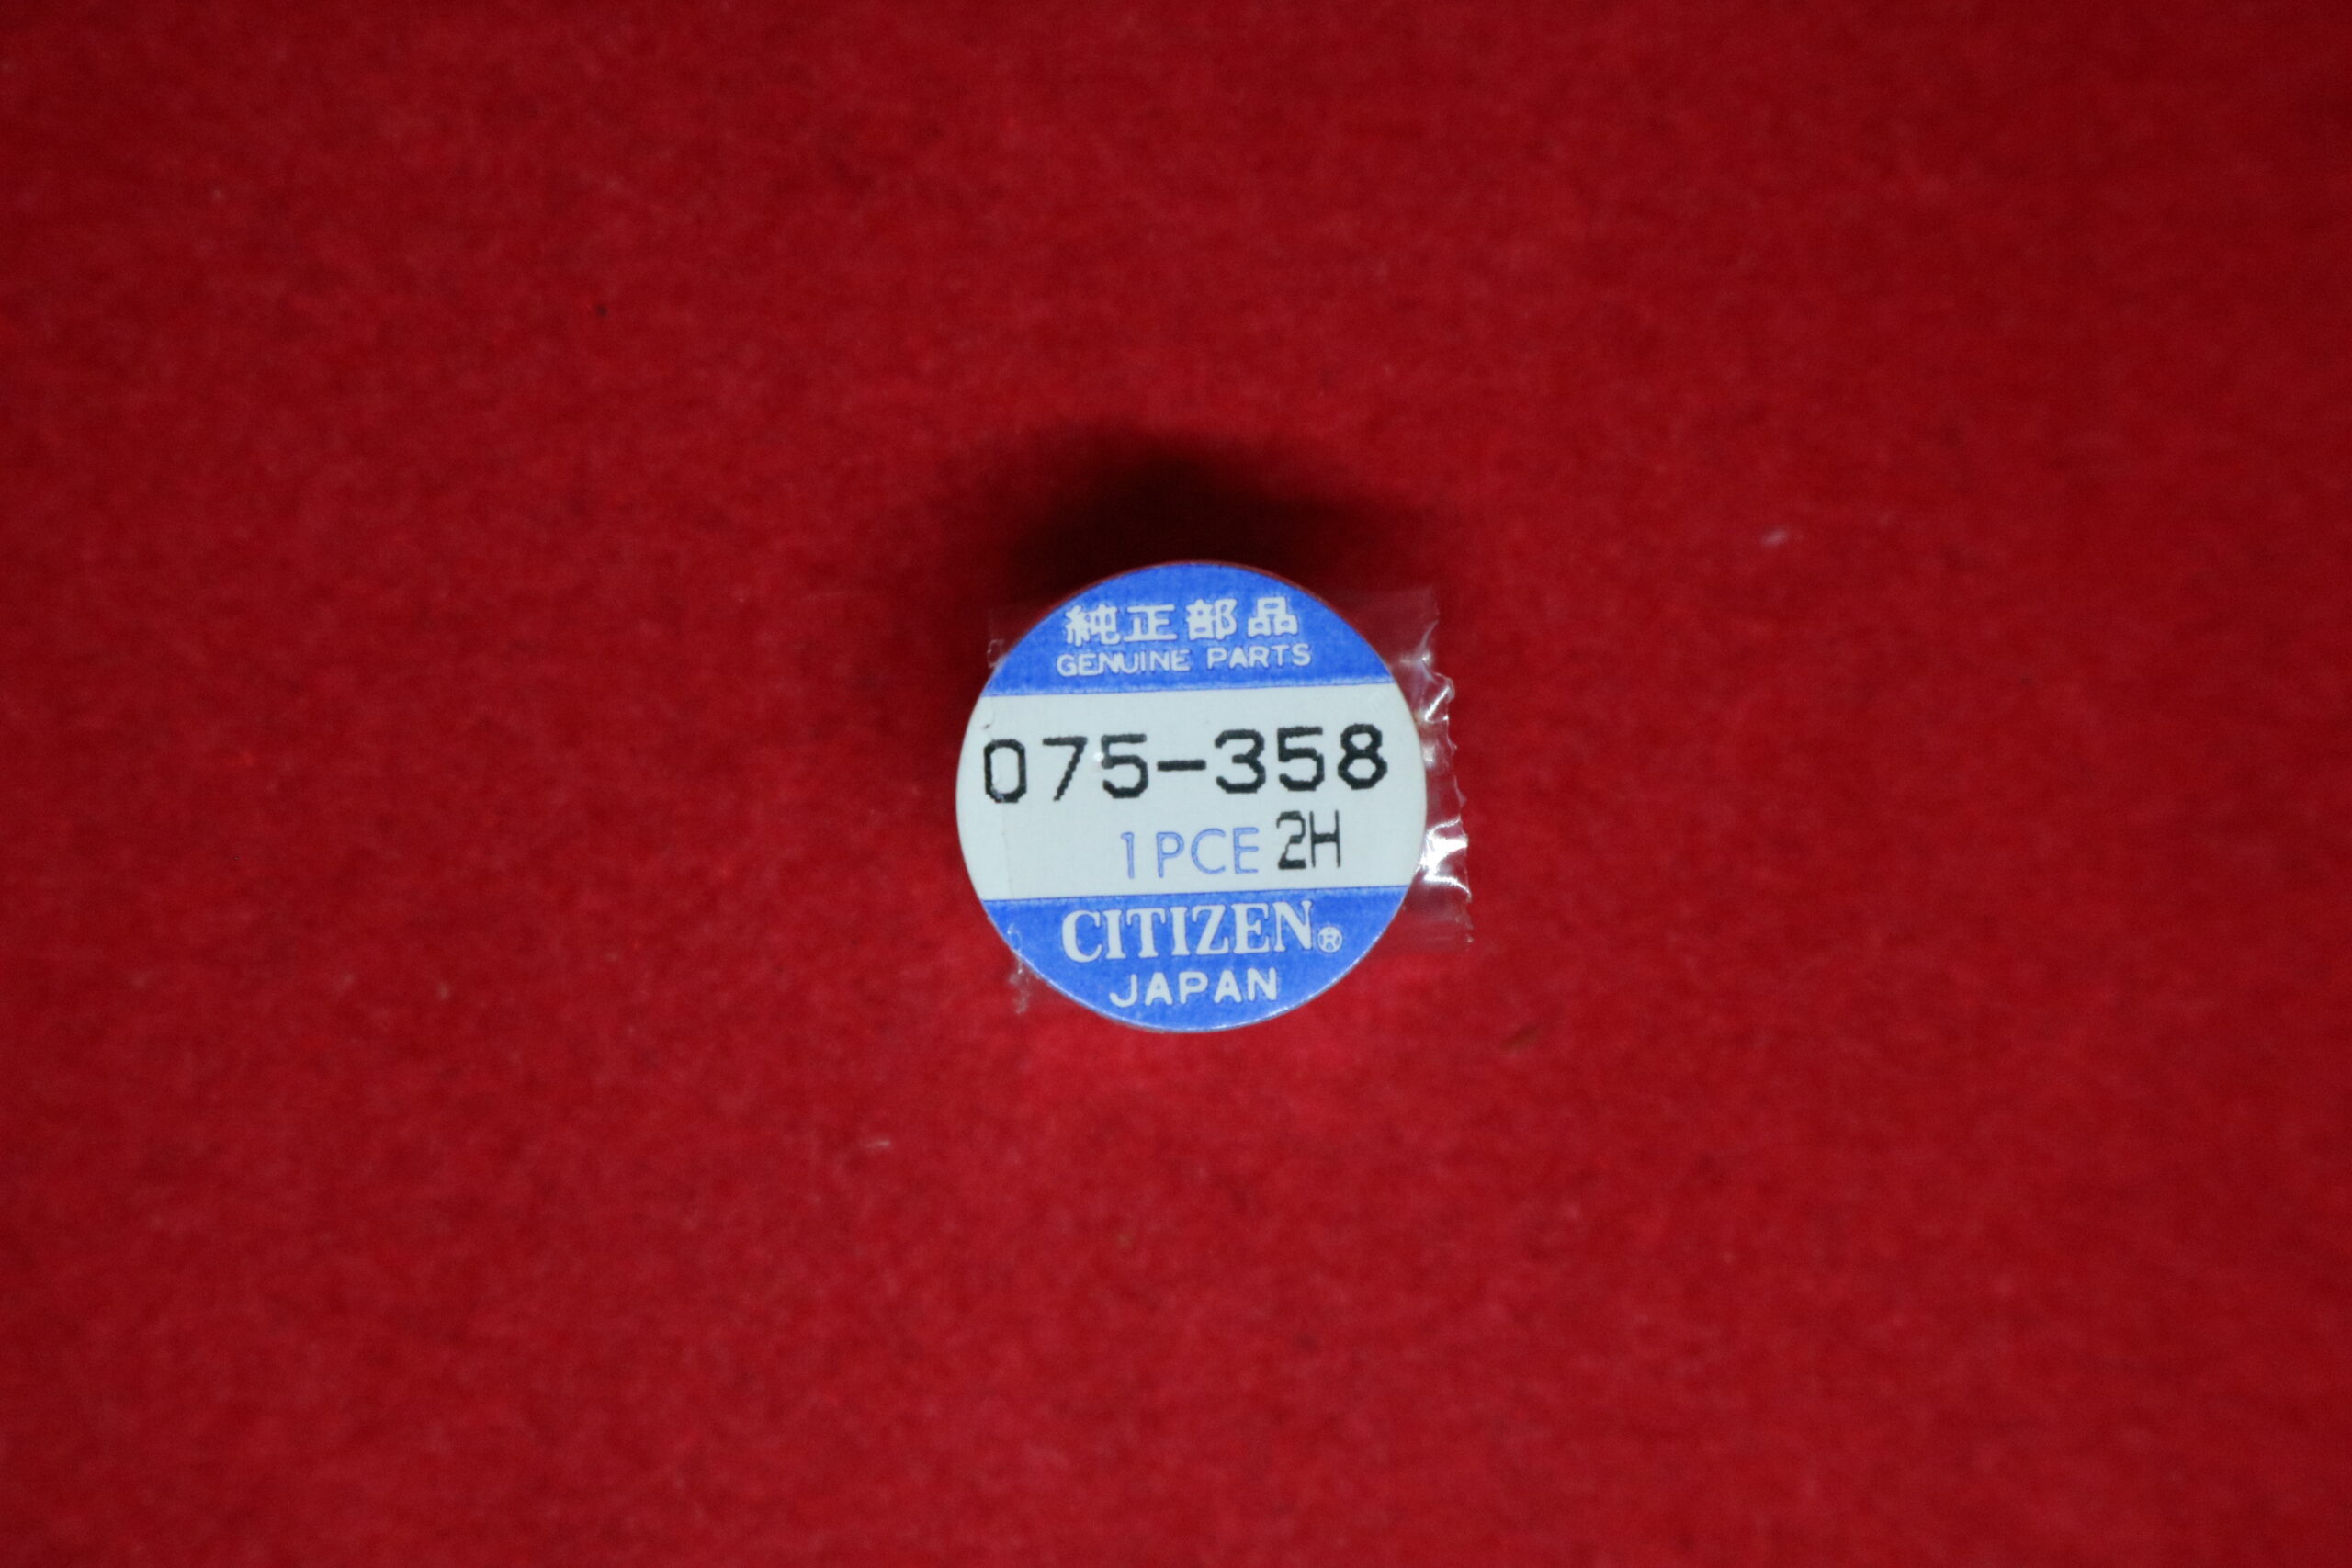 純正部品
GENUINE PARTS
075-358
1PCE 2H
CITIZEN®
JAPAN